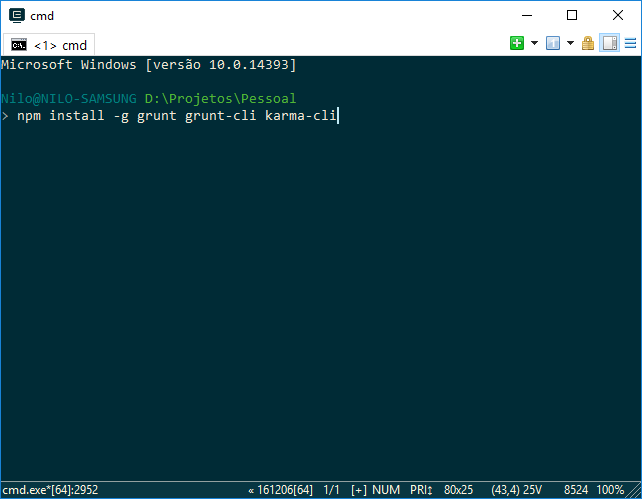 cmd
<1> cmd
Microsoft Windows [versão 10.0.14393]
Nilo@NILO-SAMSUNG D:\Projetos\Pessoal
> npm install -g grunt grunt-cli karma-cli
cmd.exe*[64]:2952 « 161206[64] 1/1 [+] NUM PRI↕ 80x25 (43,4) 25V 8524 100%